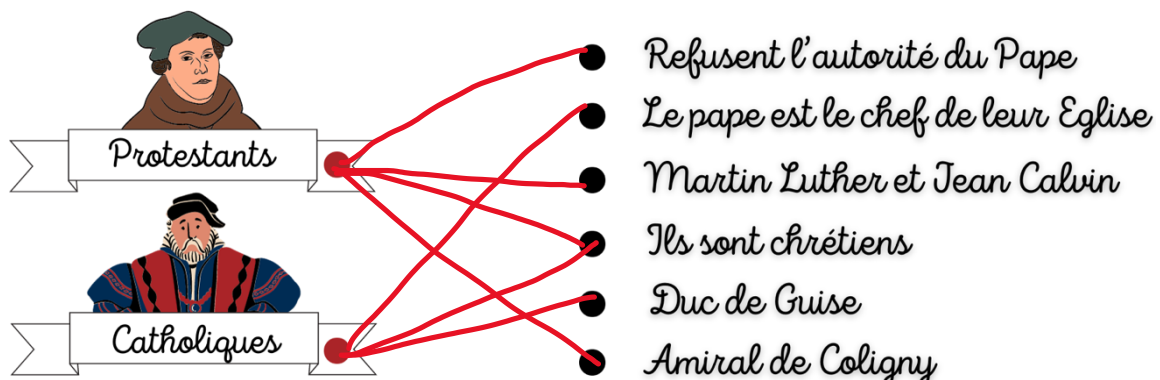 Protestants
Catholiques
Refusent l'autorité du Pape
Le pape est le chef de leur Eglise
Martin Luther et Jean Calvin
Ils sont chrétiens
Duc de Guise
Amiral de Coligny